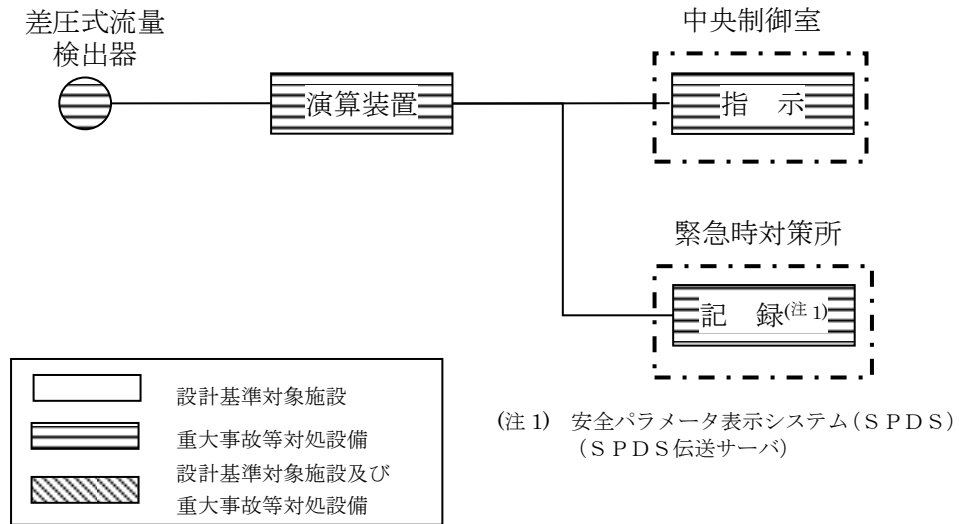 差圧式流量
検出器
演算装置
中央制御室
指　示
緊急時対策所
記　録(注 1)
設計基準対象施設
重大事故等対処設備
設計基準対象施設及び
重大事故等対処設備
(注 1)　安全パラメータ表示システム(ＳＰＤＳ)
(ＳＰＤＳ伝送サーバ)